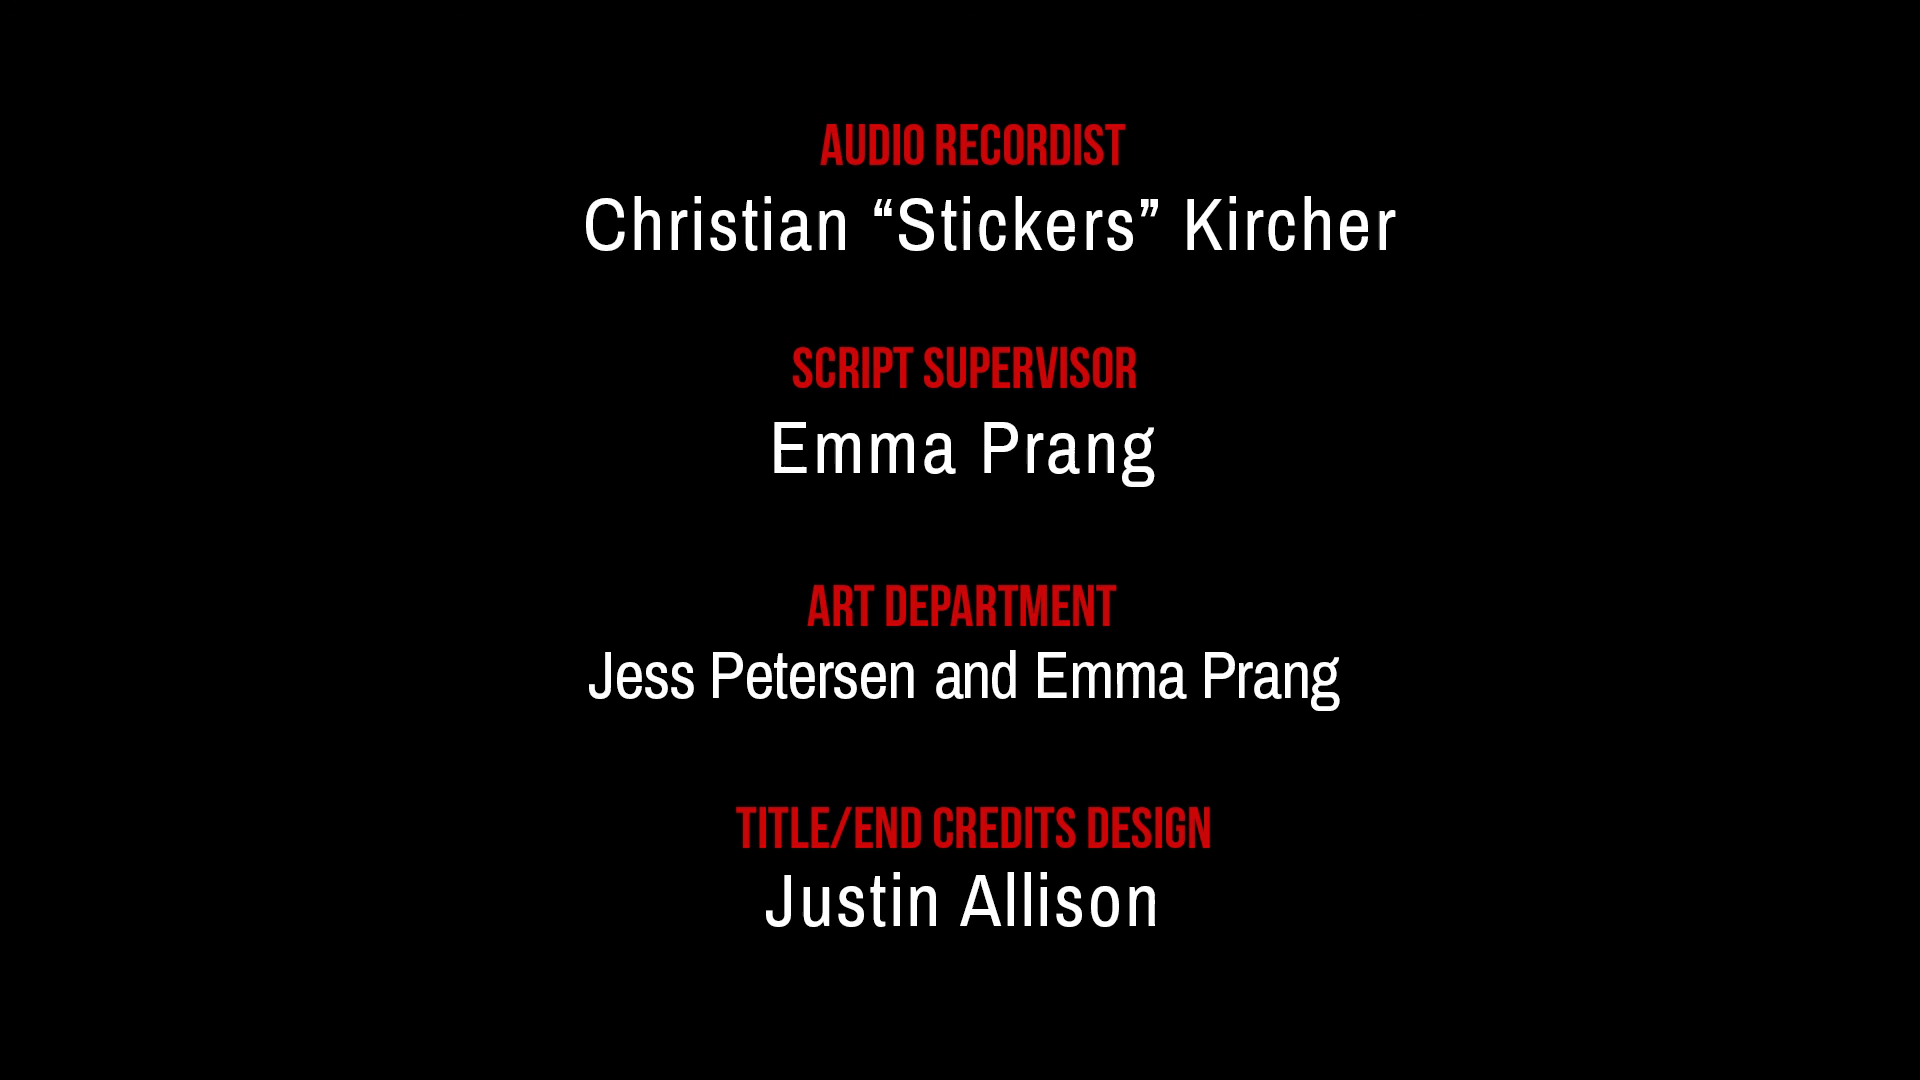 AUDIO RECORDIST
Christian “Stickers” Kircher
SCRIPT SUPERVISOR
Emma Prang
ART DEPARTMENT
Jess Petersen and Emma Prang
TITLE/END CREDITS DESIGN
Justin Allison